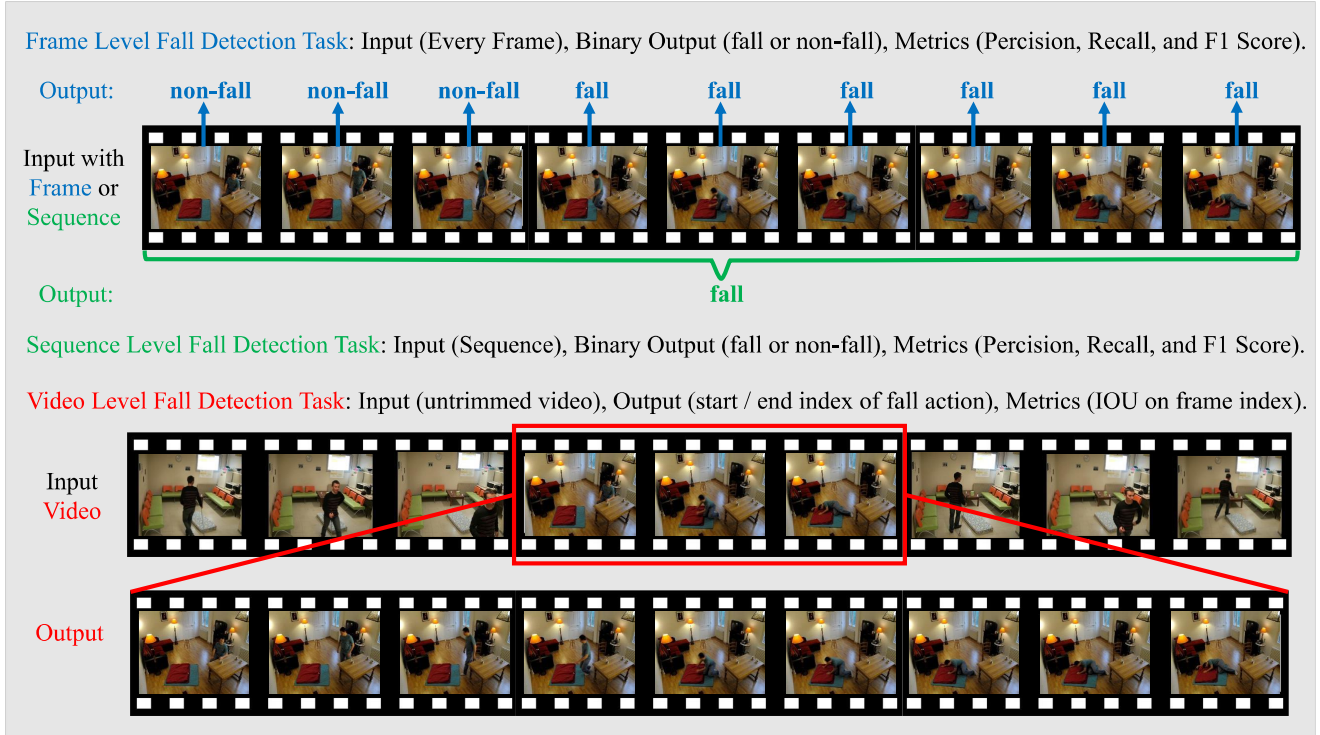 Frame Level Fall Detection Task: Input (Every Frame), Binary Output (fall or non-fall), Metrics (Percision, Recall, and F1 Score).
Output: non-fall non-fall non-fall fall fall fall fall fall fall
Input with
Frame or
Sequence
Output: fall
Sequence Level Fall Detection Task: Input (Sequence), Binary Output (fall or non-fall), Metrics (Percision, Recall, and F1 Score).
Video Level Fall Detection Task: Input (untrimmed video), Output (start / end index of fall action), Metrics (IOU on frame index).
Input
Video
Output